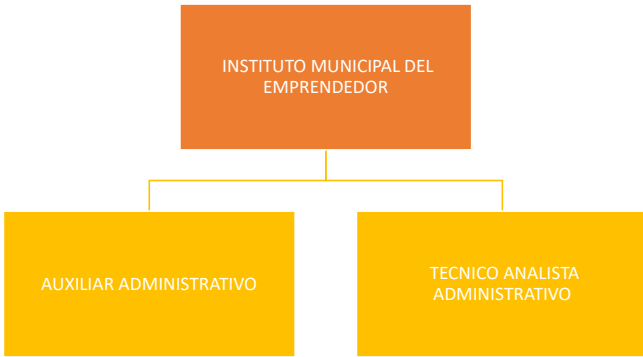 INSTITUTO MUNICIPAL DEL
EMPRENDEDOR
AUXILIAR ADMINISTRATIVO
TECNICO ANALISTA
ADMINISTRATIVO